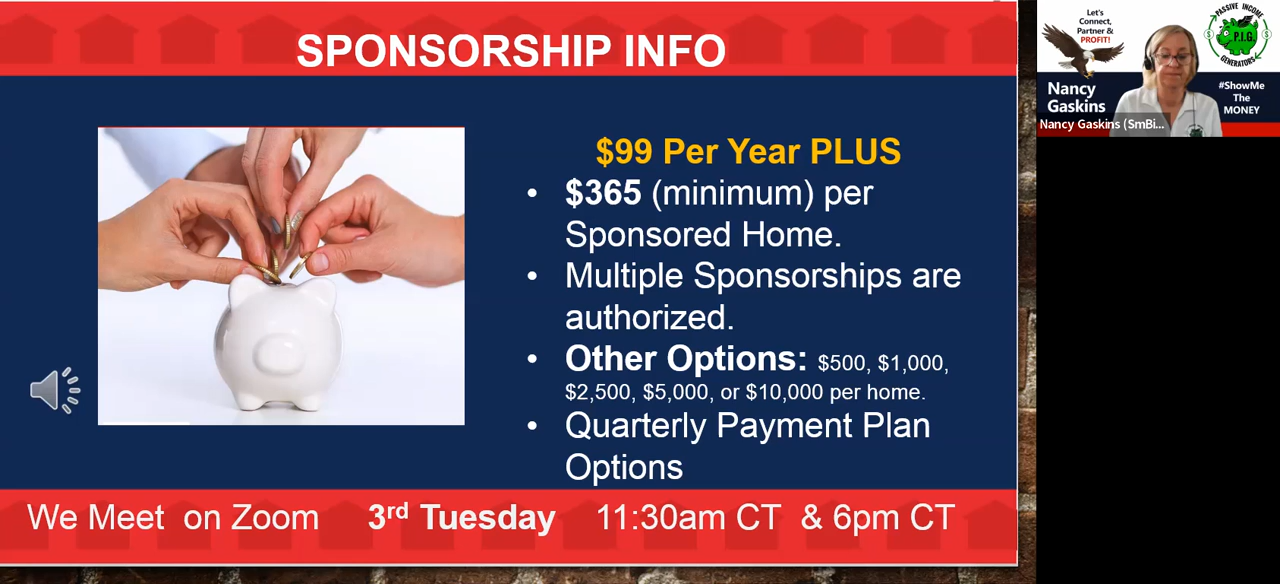 SPONSORSHIP INFO
$99 Per Year PLUS
• $365 (minimum) per
Sponsored Home.
• Multiple Sponsorships are
authorized.
• Other Options: $500, $1,000,
$2,500, $5,000, or $10,000 per home.
• Quarterly Payment Plan
Options
We Meet on Zoom 3rd Tuesday 11:30am CT & 6pm CT
Let's
Connect,
Partner &
PROFIT!
PASSIVE INCOME
$ P.I.G. $
GENERATORS
Nancy
Gaskins
#ShowMe
The
MONEY
Nancy Gaskins (SmBi...